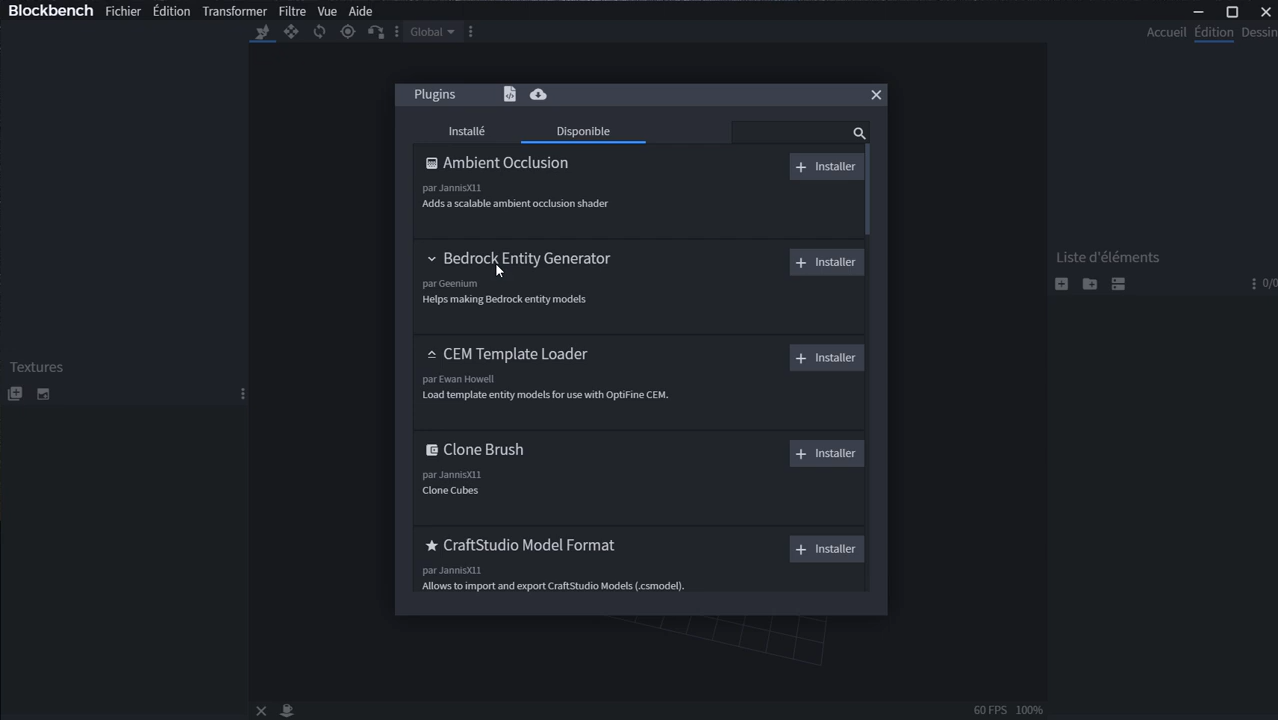 Blockbench Fichier Édition Transformer Filtre Vue Aide
Global
Accueil Édition Dessin
Plugins
Installé Disponible
Ambient Occlusion
Installer
par JannisX11
Adds a scalable ambient occlusion shader
Bedrock Entity Generator
Installer
par Geenium
Helps making Bedrock entity models
CEM Template Loader
Installer
par Ewan Howell
Load template entity models for use with OptiFine CEM.
Clone Brush
Installer
par JannisX11
Clone Cubes
CraftStudio Model Format
Installer
par JannisX11
Allows to import and export CraftStudio Models (.csmodel).
Liste d'éléments
0/0
Textures
60 FPS 100%